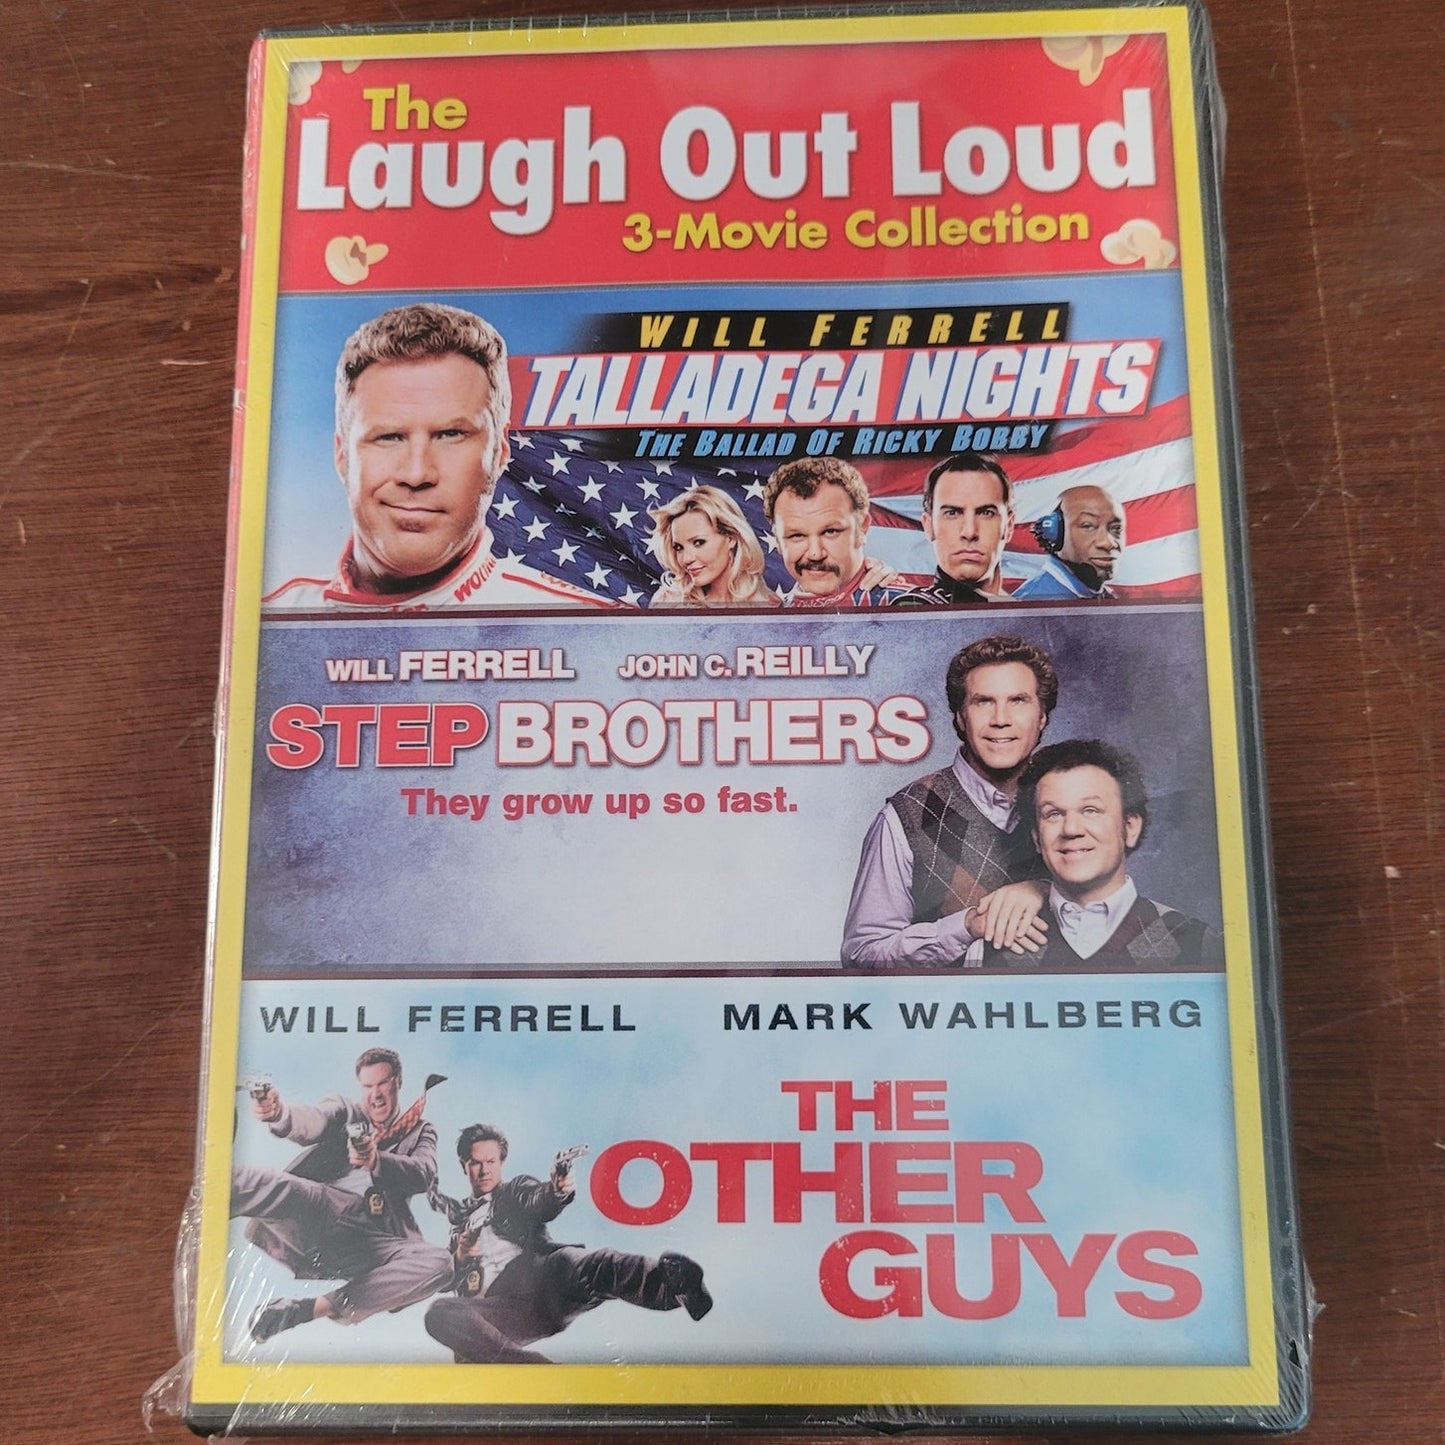 The
Laugh Out Loud
3-Movie Collection
WILL FERRELL
TALLADEGA NIGHTS
THE BALLAD OF RICKY BOBBY
WILL FERRELL JOHN C. REILLY
STEP BROTHERS
They grow up so fast.
WILL FERRELL MARK WAHLBERG
THE
OTHER
GUYS